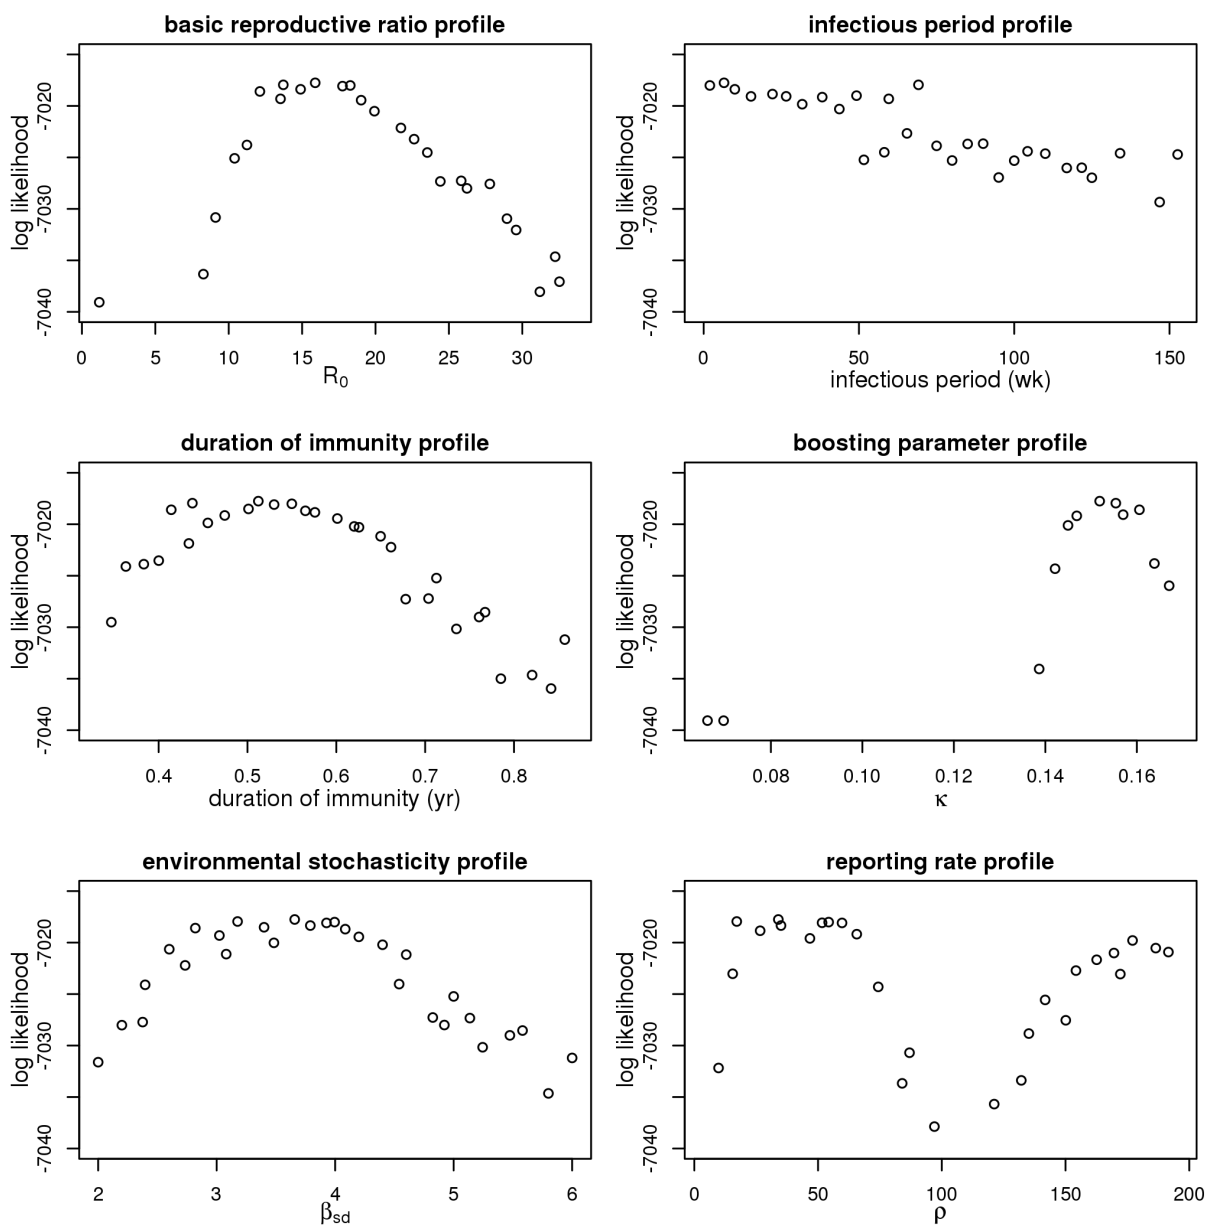 basic reproductive ratio profile
log likelihood
-7020
-7030
-7040
0 5 10 15 20 25 30
R0
infectious period profile
log likelihood
-7020
-7030
-7040
0 50 100 150
infectious period (wk)
duration of immunity profile
log likelihood
-7020
-7030
-7040
0.4 0.5 0.6 0.7 0.8
duration of immunity (yr)
boosting parameter profile
log likelihood
-7020
-7030
-7040
0.08 0.10 0.12 0.14 0.16
κ
environmental stochasticity profile
log likelihood
-7020
-7030
-7040
2 3 4 5 6
βsd
reporting rate profile
log likelihood
-7020
-7030
-7040
0 50 100 150 200
ρ